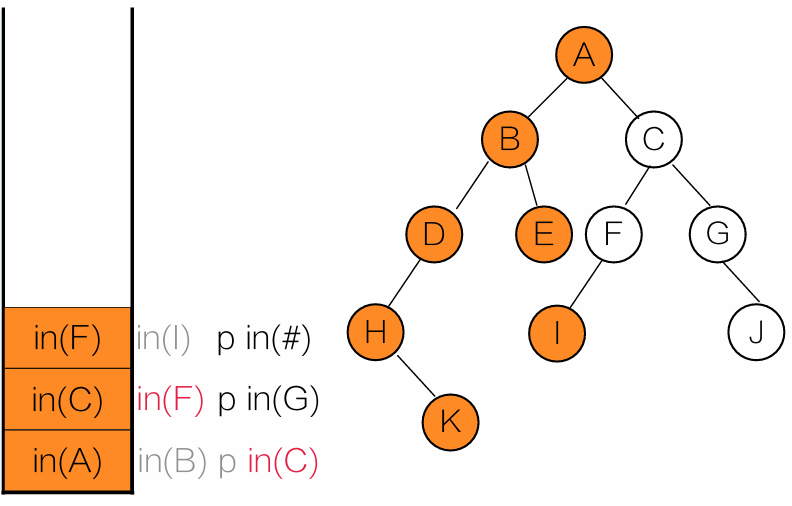 A
B
C
D
E
F
G
H
I
J
K
in(F) in(I) p in(#)
in(C) in(F) p in(G)
in(A) in(B) p in(C)